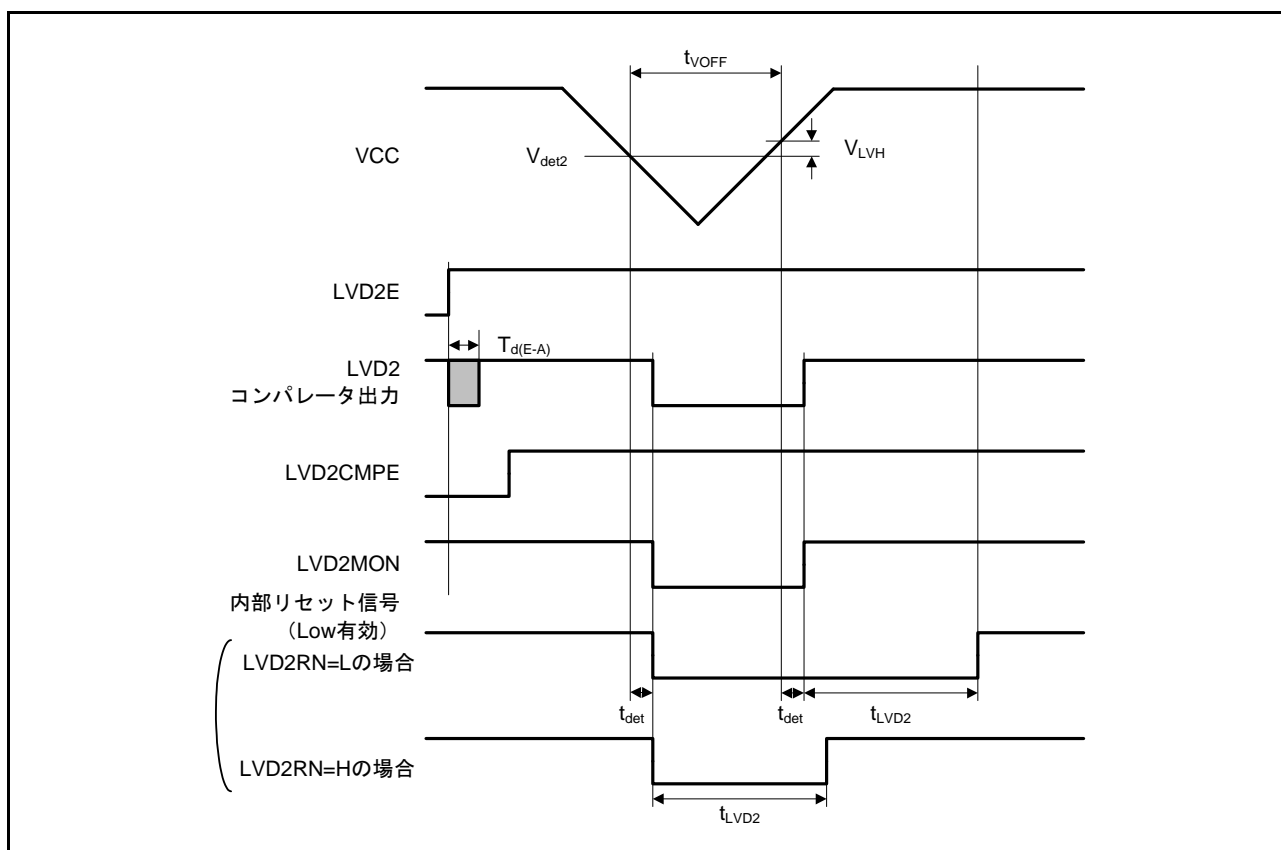 tVOFF
VCC
Vdet2
VLVH
LVD2E
Td(E-A)
LVD2
コンパレータ出力
LVD2CMPE
LVD2MON
内部リセット信号
（Low有効）
LVD2RN=Lの場合
tdet
tdet
tLVD2
LVD2RN=Hの場合
tLVD2